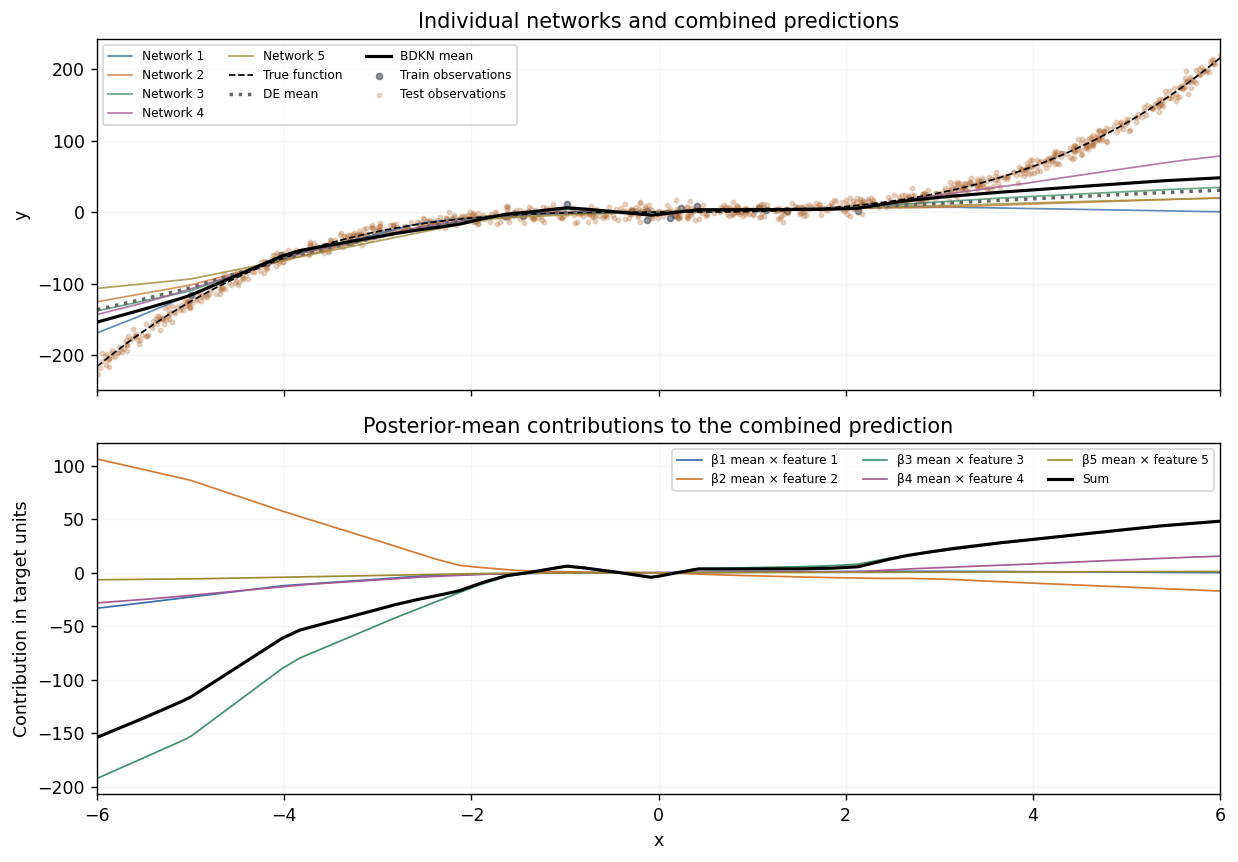 Individual networks and combined predictions
Network 1
Network 2
Network 3
Network 4
Network 5
True function
DE mean
BDKN mean
Train observations
Test observations
200
100
0
−100
−200
y
Posterior-mean contributions to the combined prediction
β1 mean × feature 1
β2 mean × feature 2
β3 mean × feature 3
β4 mean × feature 4
β5 mean × feature 5
Sum
100
50
0
−50
−100
−150
−200
Contribution in target units
−6
−4
−2
0
2
4
6
x